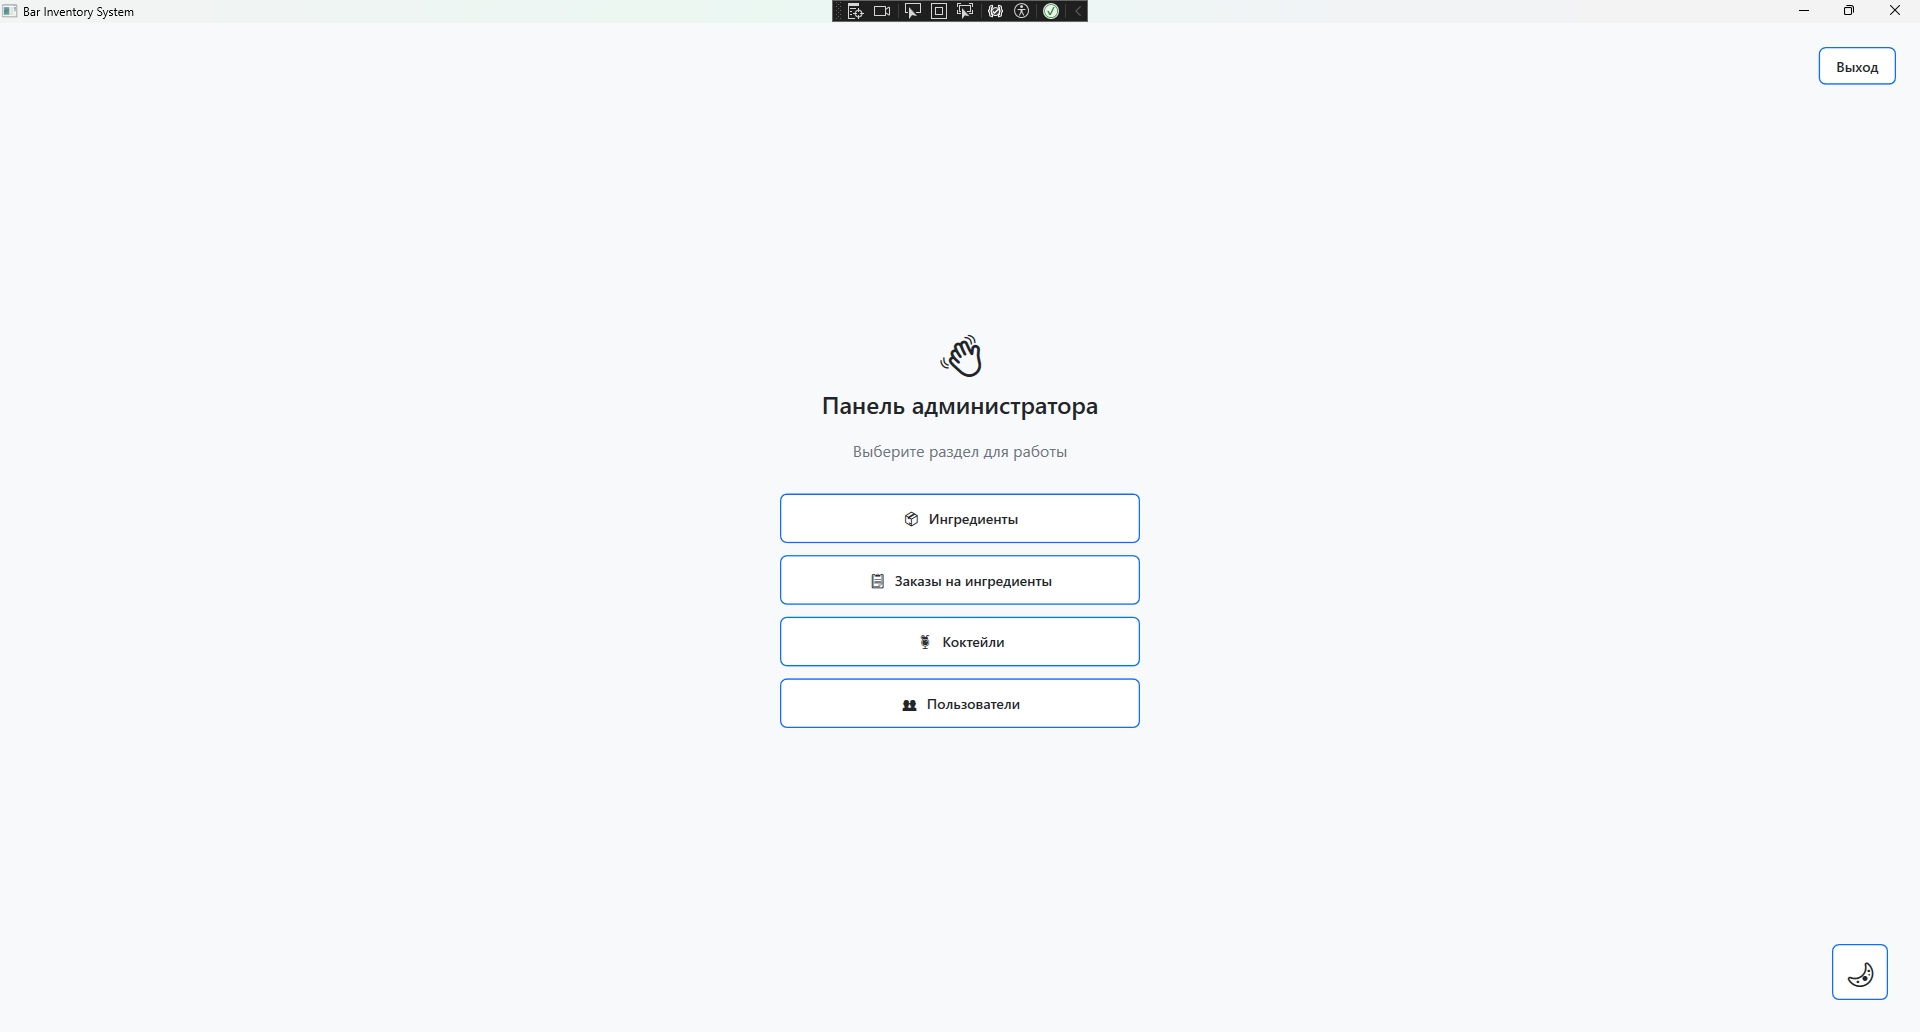 Bar Inventory System
Выход
Панель администратора
Выберите раздел для работы
Ингредиенты
Заказы на ингредиенты
Коктейли
Пользователи